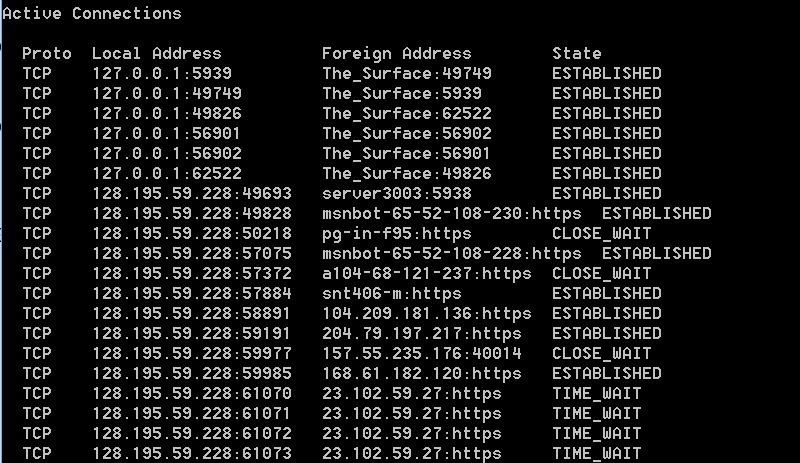 Active Connections
Proto Local Address Foreign Address State
TCP 127.0.0.1:5939 The_Surface:49749 ESTABLISHED
TCP 127.0.0.1:49749 The_Surface:5939 ESTABLISHED
TCP 127.0.0.1:49826 The_Surface:62522 ESTABLISHED
TCP 127.0.0.1:56901 The_Surface:56902 ESTABLISHED
TCP 127.0.0.1:56902 The_Surface:56901 ESTABLISHED
TCP 127.0.0.1:62522 The_Surface:49826 ESTABLISHED
TCP 128.195.59.228:49693 server3003:5938 ESTABLISHED
TCP 128.195.59.228:49828 msnbot-65-52-108-230:https ESTABLISHED
TCP 128.195.59.228:50218 pg-in-f95:https CLOSE_WAIT
TCP 128.195.59.228:57075 msnbot-65-52-108-228:https ESTABLISHED
TCP 128.195.59.228:57372 a104-68-121-237:https CLOSE_WAIT
TCP 128.195.59.228:57884 snt406-m:https ESTABLISHED
TCP 128.195.59.228:58891 104.209.181.136:https ESTABLISHED
TCP 128.195.59.228:59191 204.79.197.217:https ESTABLISHED
TCP 128.195.59.228:59977 157.55.235.176:40014 CLOSE_WAIT
TCP 128.195.59.228:59985 168.61.182.120:https ESTABLISHED
TCP 128.195.59.228:61070 23.102.59.27:https TIME_WAIT
TCP 128.195.59.228:61071 23.102.59.27:https TIME_WAIT
TCP 128.195.59.228:61072 23.102.59.27:https TIME_WAIT
TCP 128.195.59.228:61073 23.102.59.27:https TIME_WAIT